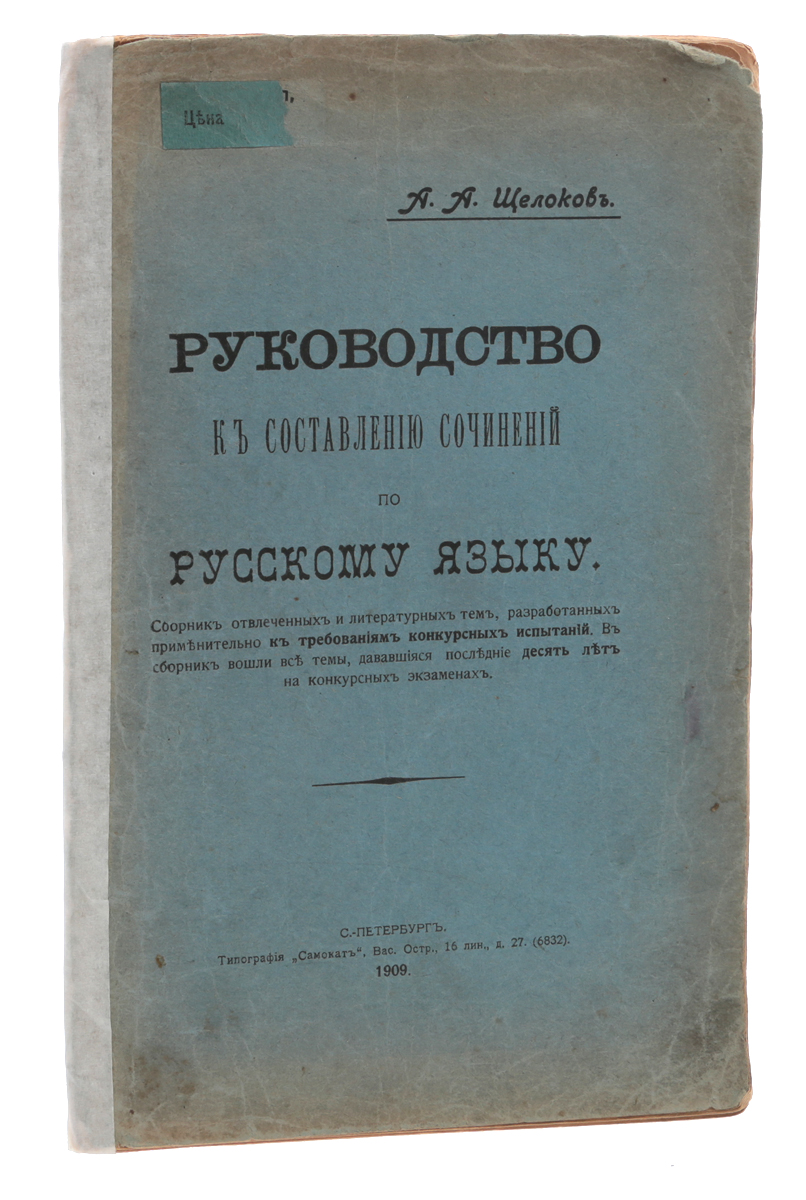 Цѣна
А. А. Щелоковъ.
РУКОВОДСТВО
КЪ СОСТАВЛЕНІЮ СОЧИНЕНІЙ
ПО
РУССКОМУ ЯЗЫКУ.
Сборникъ отвлеченныхъ и литературныхъ темъ, разработанныхъ
примѣнительно къ требованіямъ конкурсныхъ испытаній. Въ
сборникъ вошли всѣ темы, дававшіяся послѣдніе десять лѣтъ
на конкурсныхъ экзаменахъ.
С.-ПЕТЕРБУРГЪ.
Типографія „Самокатъ“, Вас. Остр., 16 лин., д. 27. (6832).
1909.